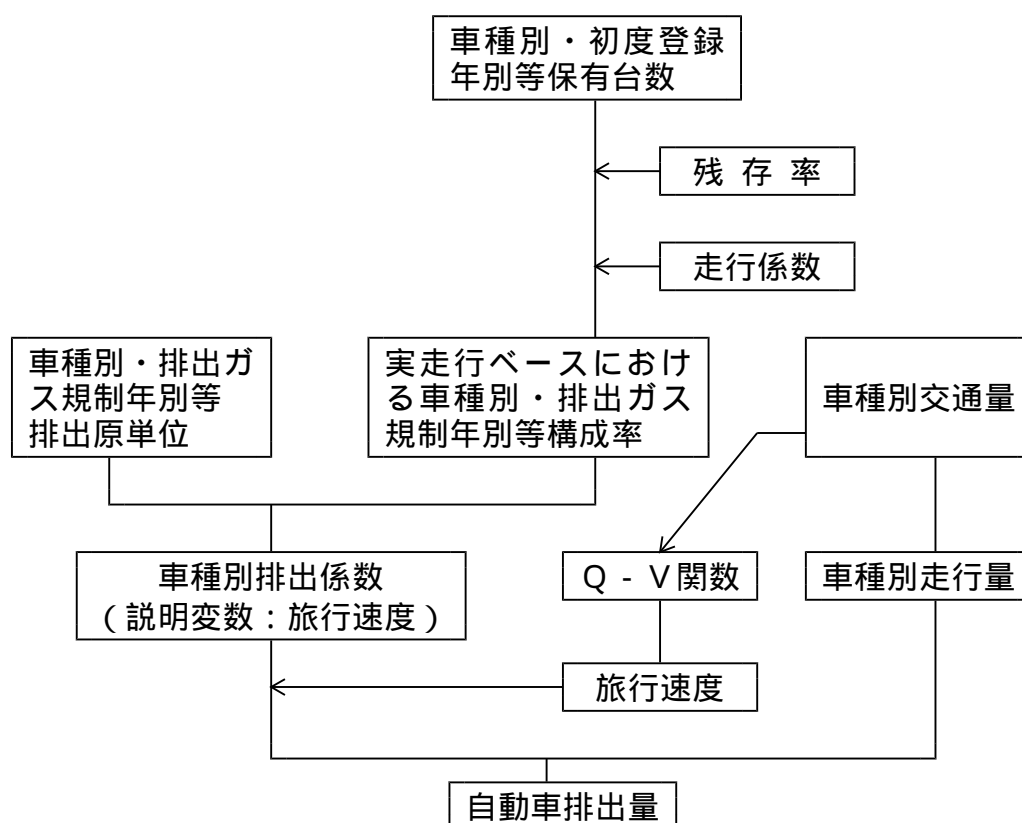 車種別・初度登録
年別等保有台数
残 存 率
走行係数
車種別・排出ガ
ス規制年別等
排出原単位
実走行ベースにおけ
る車種別・排出ガス
規制年別等構成率
車種別交通量
車種別排出係数
(説明変数:旅行速度)
Q - V関数
車種別走行量
旅行速度
自動車排出量